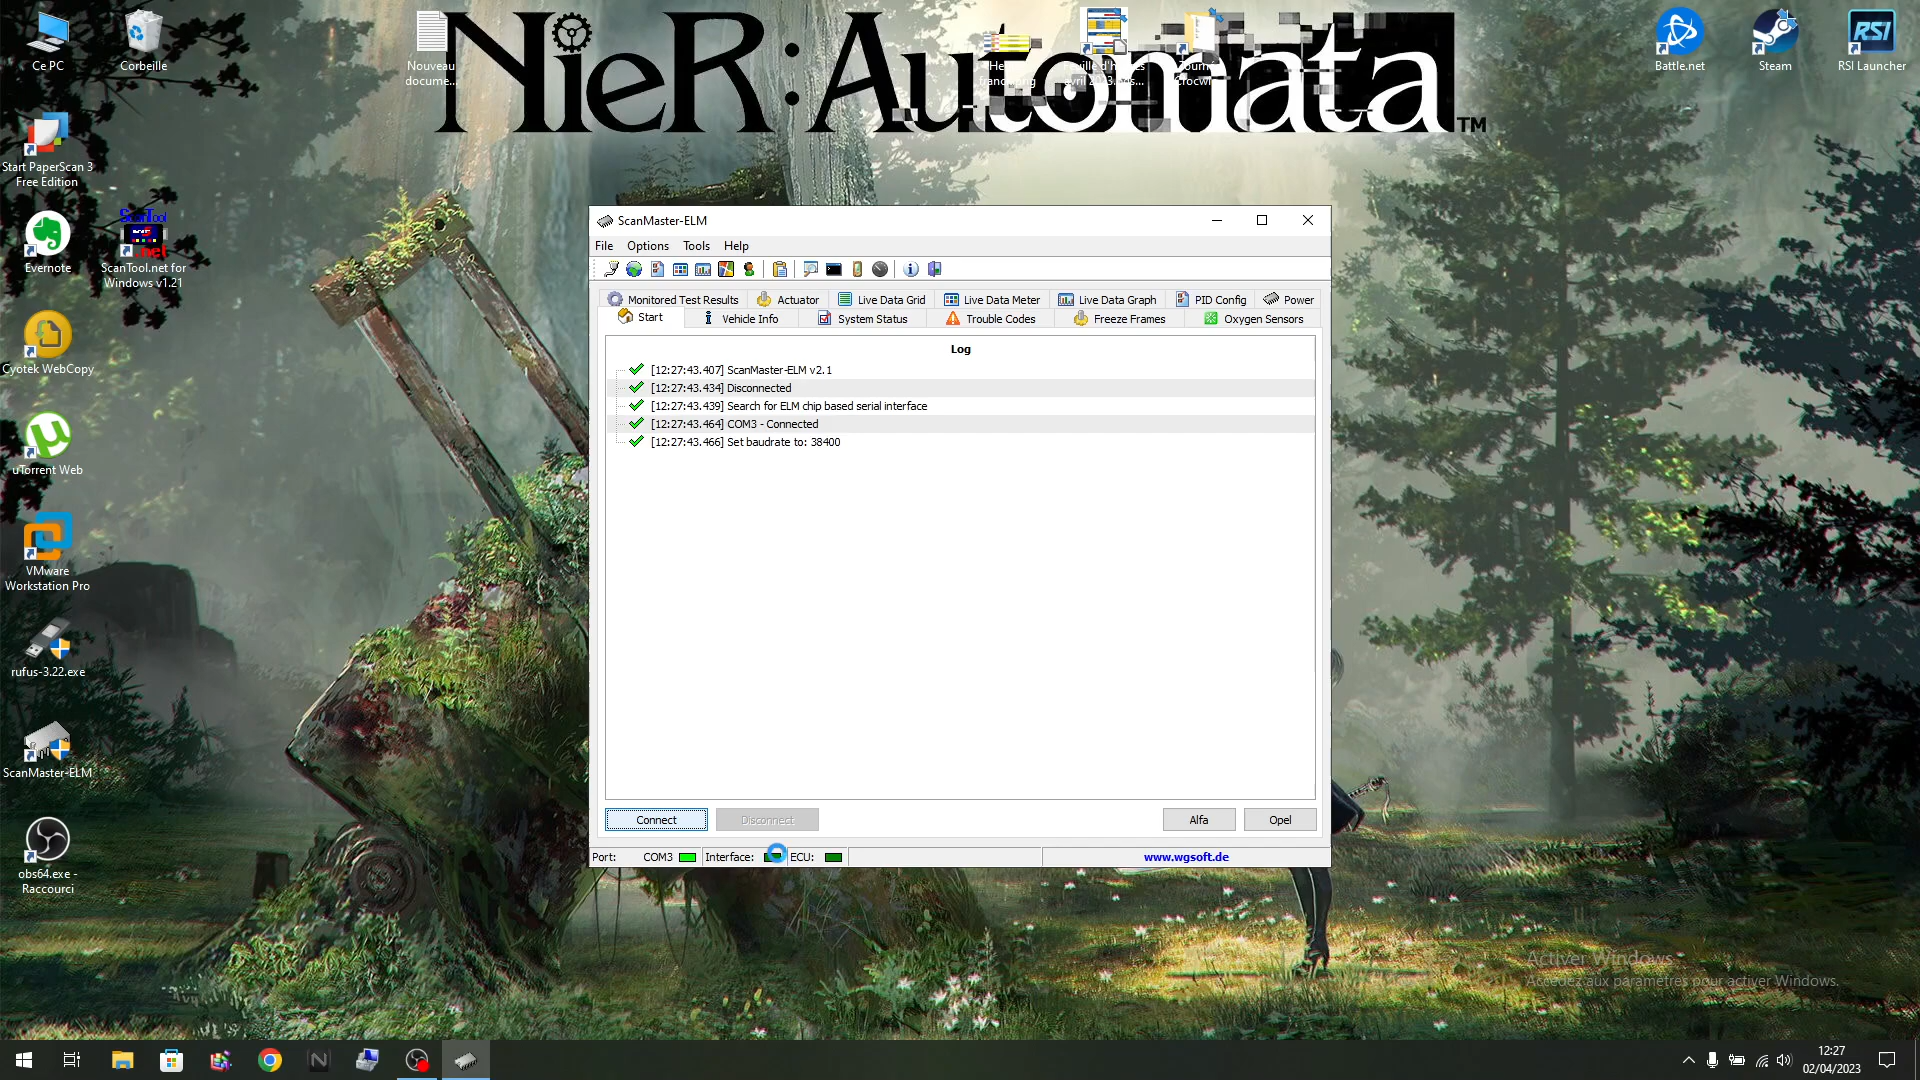 NieR:Automata™
Ce PC
Corbeille
Nouveau
docume...
avril 2023.ods...
Battle.net
Steam
RSI
RSI Launcher
Start PaperScan 3
Free Edition
Evernote
ScanTool
.net
ScanTool.net for
Windows v1.21
Cyotek WebCopy
uTorrent Web
VMware
Workstation Pro
rufus-3.22.exe
ScanMaster-ELM
obs64.exe -
Raccourci
ScanMaster-ELM
File Options Tools Help
Monitored Test Results Actuator Live Data Grid Live Data Meter Live Data Graph PID Config Power
Start Vehicle Info System Status Trouble Codes Freeze Frames Oxygen Sensors
Log
[12:27:43.407] ScanMaster-ELM v2.1
[12:27:43.434] Disconnected
[12:27:43.439] Search for ELM chip based serial interface
[12:27:43.464] COM3 - Connected
[12:27:43.466] Set baudrate to: 38400
Connect Disconnect Alfa Opel
Port: COM3 Interface: ECU: www.wgsoft.de
Activer Windows
Accédez aux paramètres pour activer Windows.
12:27
02/04/2023